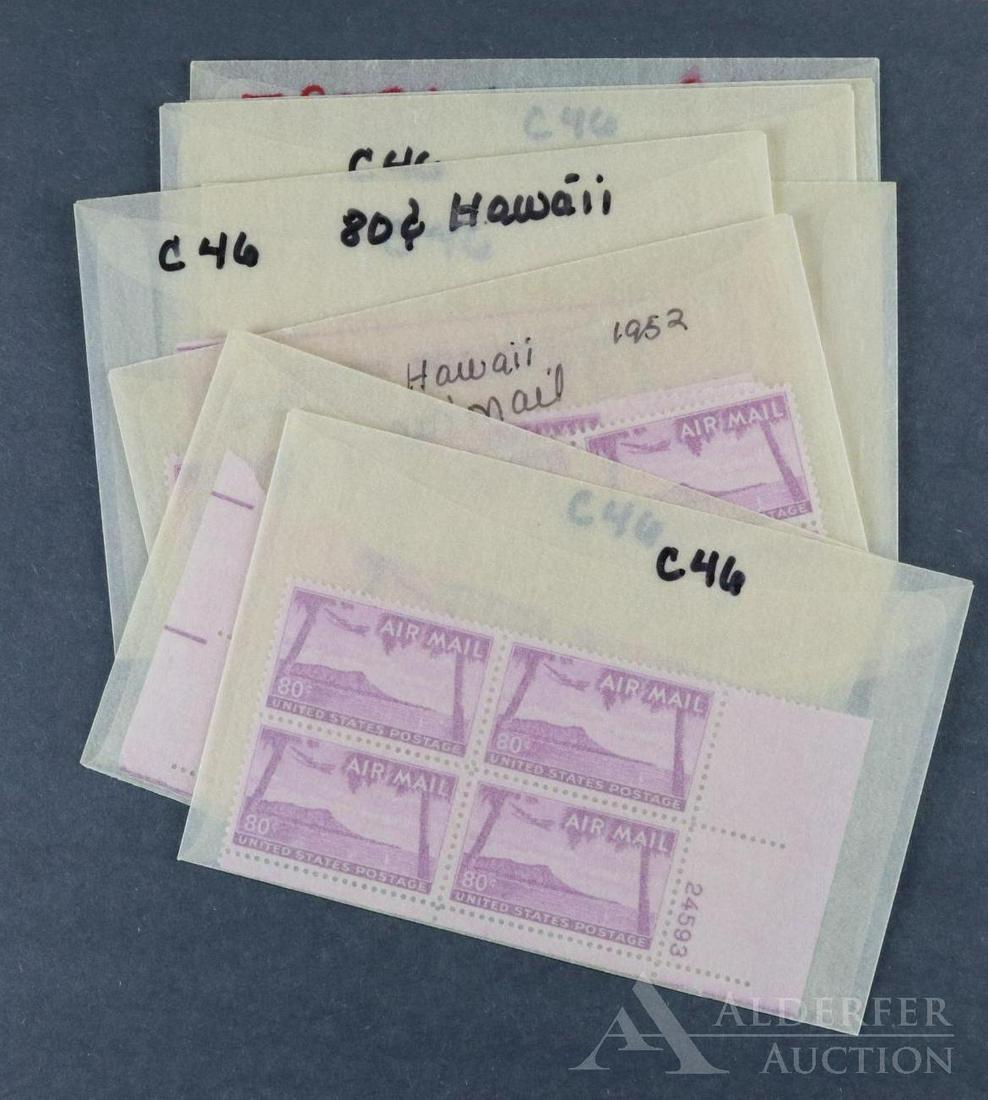 C46
C46
C46 80¢ Hawaii
C46
Hawaii 1952
AIR MAIL
POSTAGE
C46
C46
AIR MAIL
80¢
UNITED STATES POSTAGE
AIR MAIL
80¢
UNITED STATES POSTAGE
AIR MAIL
80¢
UNITED STATES POSTAGE
AIR MAIL
80¢
UNITED STATES POSTAGE
24593
ALDERFER
AUCTION